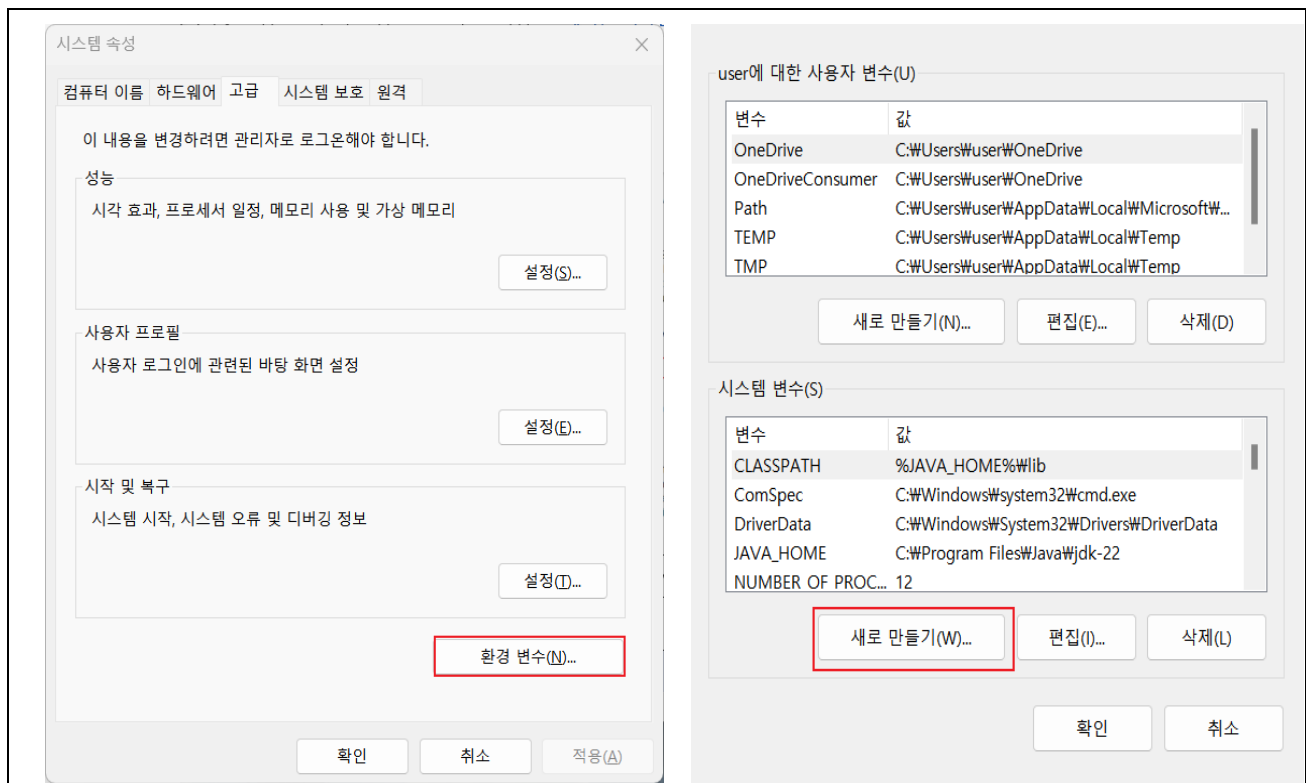 시스템 속성
컴퓨터 이름 하드웨어 고급 시스템 보호 원격
이 내용을 변경하려면 관리자로 로그온해야 합니다.
성능
시각 효과, 프로세서 일정, 메모리 사용 및 가상 메모리
설정(S)...
사용자 프로필
사용자 로그인에 관련된 바탕 화면 설정
설정(E)...
시작 및 복구
시스템 시작, 시스템 오류 및 디버깅 정보
설정(T)...
환경 변수(N)...
확인 취소 적용(A)
user에 대한 사용자 변수(U)
변수 값
OneDrive C:₩Users₩user₩OneDrive
OneDriveConsumer C:₩Users₩user₩OneDrive
Path C:₩Users₩user₩AppData₩Local₩Microsoft₩...
TEMP C:₩Users₩user₩AppData₩Local₩Temp
TMP C:₩Users₩user₩AppData₩Local₩Temp
새로 만들기(N)... 편집(E)... 삭제(D)
시스템 변수(S)
변수 값
CLASSPATH %JAVA_HOME%₩lib
ComSpec C:₩Windows₩system32₩cmd.exe
DriverData C:₩Windows₩System32₩Drivers₩DriverData
JAVA_HOME C:₩Program Files₩Java₩jdk-22
NUMBER OF PROC... 12
새로 만들기(W)... 편집(I)... 삭제(L)
확인 취소